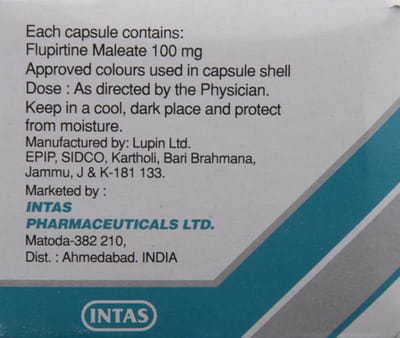 Each capsule contains:
Flupirtine Maleate 100 mg
Approved colours used in capsule shell
Dose : As directed by the Physician.
Keep in a cool, dark place and protect
from moisture.
Manufactured by: Lupin Ltd.
EPIP, SIDCO, Kartholi, Bari Brahmana,
Jammu, J & K-181 133.
Marketed by :
INTAS
PHARMACEUTICALS LTD.
Matoda-382 210,
Dist. : Ahmedabad. INDIA
INTAS